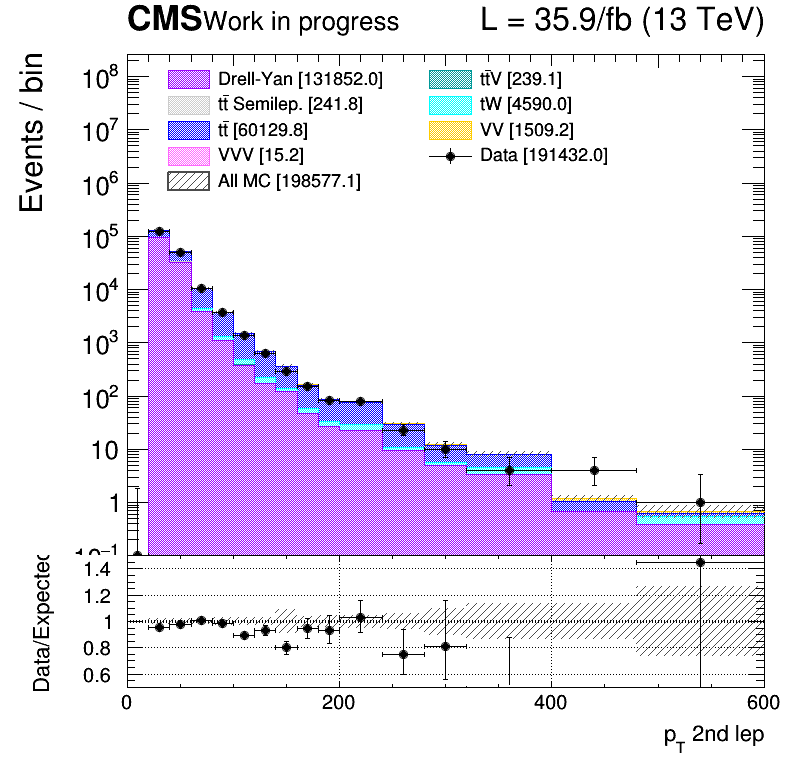 CMS Work in progress L = 35.9/fb (13 TeV)
Events / bin
Drell-Yan [131852.0]
tt̄ Semilep. [241.8]
tt̄ [60129.8]
VVV [15.2]
All MC [198577.1]
tt̄V [239.1]
tW [4590.0]
VV [1509.2]
Data [191432.0]
10⁸
10⁷
10⁶
10⁵
10⁴
10³
10²
10
1
10⁻¹
Data/Expected
1.4
1.2
1
0.8
0.6
0 200 400 600
p_T 2nd lep